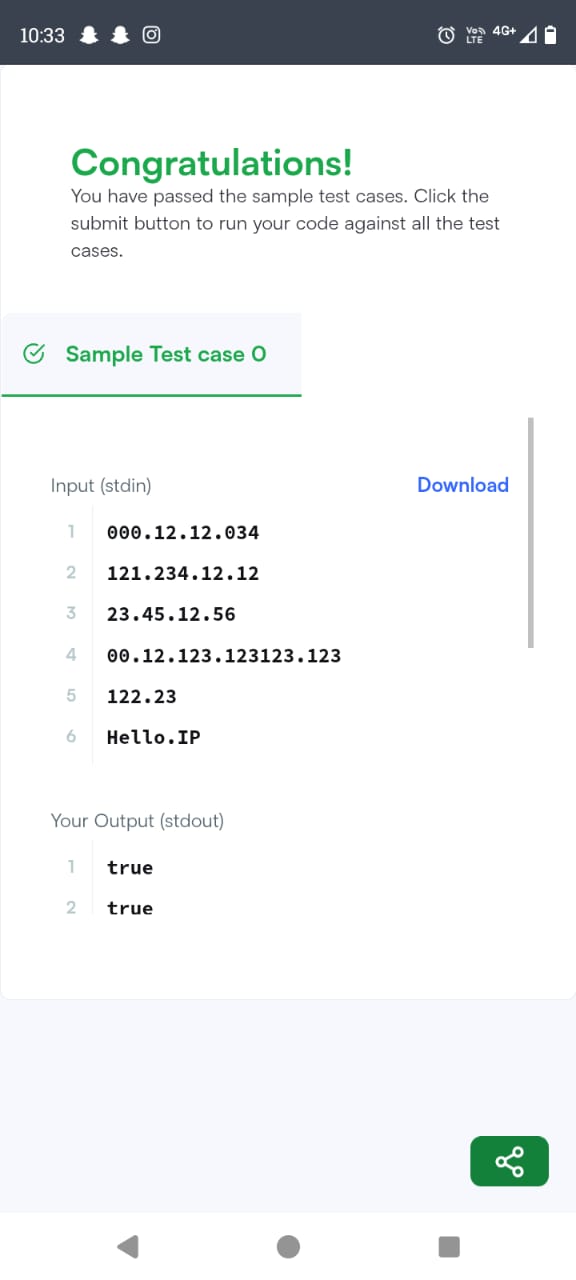 10:33 Vo) LTE 4G+
Congratulations!
You have passed the sample test cases. Click the
submit button to run your code against all the test
cases.
Sample Test case 0
Input (stdin) Download
1 000.12.12.034
2 121.234.12.12
3 23.45.12.56
4 00.12.123.123123.123
5 122.23
6 Hello.IP
Your Output (stdout)
1 true
2 true